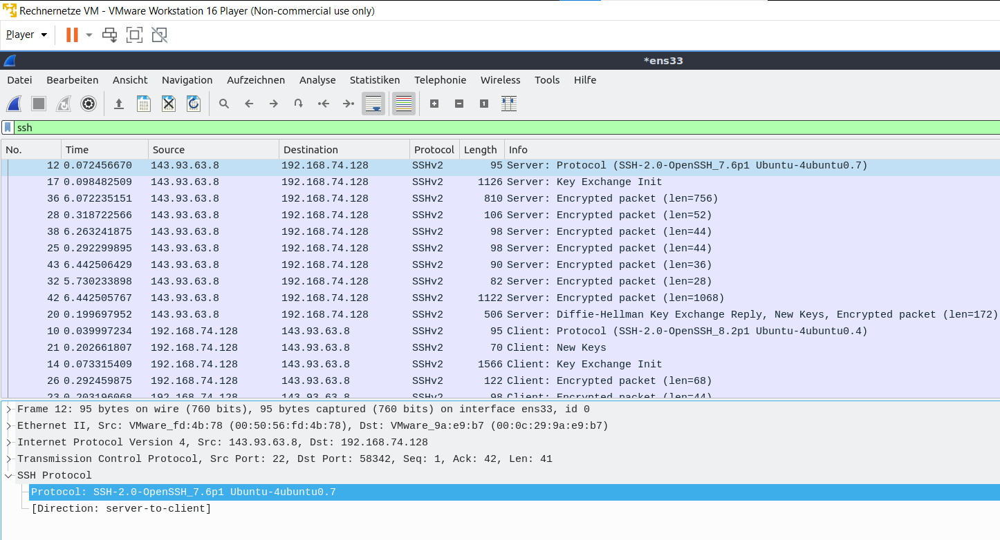 Rechnernetze VM - VMware Workstation 16 Player (Non-commercial use only)
Player
*ens33
Datei Bearbeiten Ansicht Navigation Aufzeichnen Analyse Statistiken Telephonie Wireless Tools Hilfe
ssh
No. Time Source Destination Protocol Length Info
12 0.072456670 143.93.63.8 192.168.74.128 SSHv2 95 Server: Protocol (SSH-2.0-OpenSSH_7.6p1 Ubuntu-4ubuntu0.7)
17 0.098482509 143.93.63.8 192.168.74.128 SSHv2 1126 Server: Key Exchange Init
36 6.072235151 143.93.63.8 192.168.74.128 SSHv2 810 Server: Encrypted packet (len=756)
28 0.318722566 143.93.63.8 192.168.74.128 SSHv2 106 Server: Encrypted packet (len=52)
38 6.263241875 143.93.63.8 192.168.74.128 SSHv2 98 Server: Encrypted packet (len=44)
25 0.292299895 143.93.63.8 192.168.74.128 SSHv2 98 Server: Encrypted packet (len=44)
43 6.442506429 143.93.63.8 192.168.74.128 SSHv2 90 Server: Encrypted packet (len=36)
32 5.730233898 143.93.63.8 192.168.74.128 SSHv2 82 Server: Encrypted packet (len=28)
42 6.442505767 143.93.63.8 192.168.74.128 SSHv2 1122 Server: Encrypted packet (len=1068)
20 0.199697952 143.93.63.8 192.168.74.128 SSHv2 506 Server: Diffie-Hellman Key Exchange Reply, New Keys, Encrypted packet (len=172)
10 0.039997234 192.168.74.128 143.93.63.8 SSHv2 95 Client: Protocol (SSH-2.0-OpenSSH_8.2p1 Ubuntu-4ubuntu0.4)
21 0.202661807 192.168.74.128 143.93.63.8 SSHv2 70 Client: New Keys
14 0.073315409 192.168.74.128 143.93.63.8 SSHv2 1566 Client: Key Exchange Init
26 0.292459875 192.168.74.128 143.93.63.8 SSHv2 122 Client: Encrypted packet (len=68)
23 0.203196068 192.168.74.128 143.93.63.8 SSHv2 98 Client: Encrypted packet (len=44)
Frame 12: 95 bytes on wire (760 bits), 95 bytes captured (760 bits) on interface ens33, id 0
Ethernet II, Src: VMware_fd:4b:78 (00:50:56:fd:4b:78), Dst: VMware_9a:e9:b7 (00:0c:29:9a:e9:b7)
Internet Protocol Version 4, Src: 143.93.63.8, Dst: 192.168.74.128
Transmission Control Protocol, Src Port: 22, Dst Port: 58342, Seq: 1, Ack: 42, Len: 41
SSH Protocol
Protocol: SSH-2.0-OpenSSH_7.6p1 Ubuntu-4ubuntu0.7
[Direction: server-to-client]